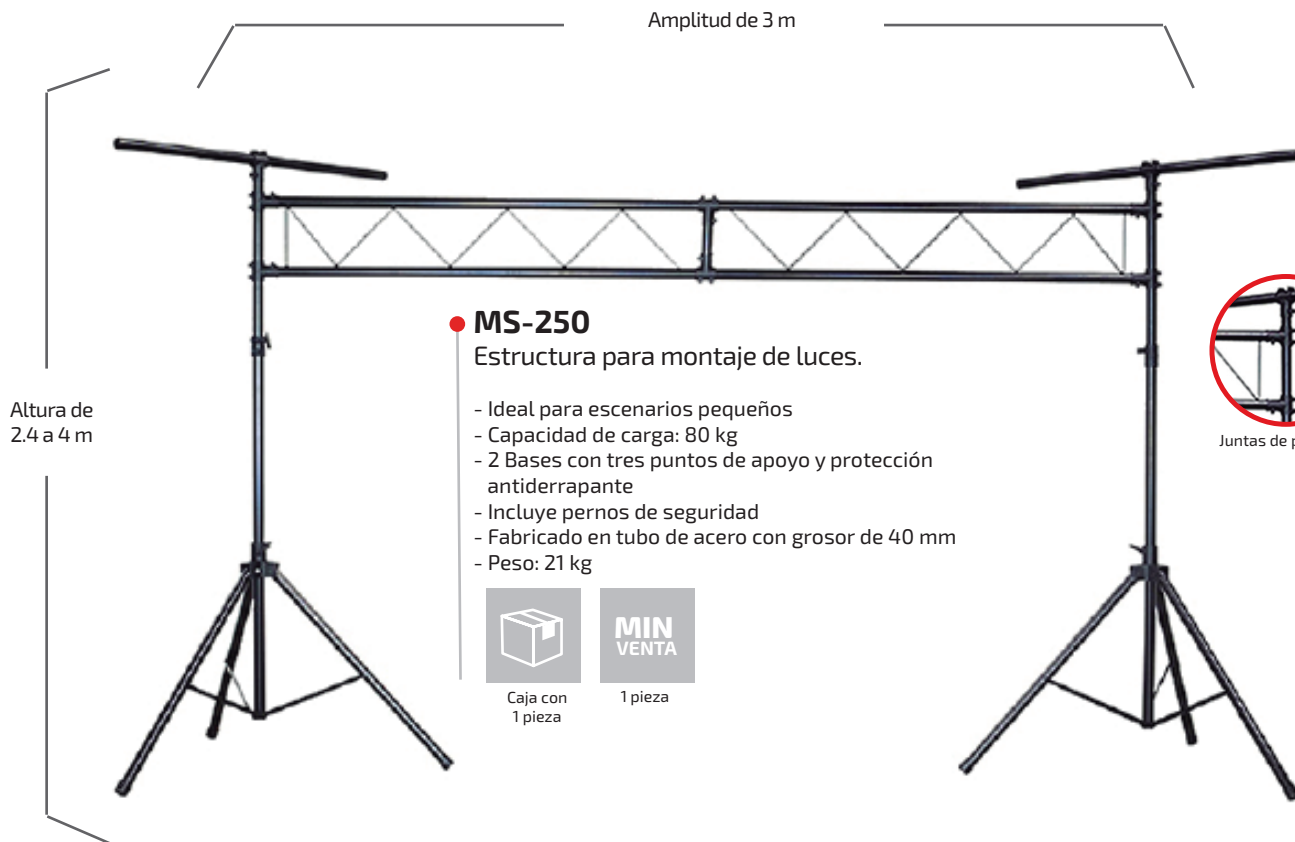 Amplitud de 3 m
MS-250
Estructura para montaje de luces.
Altura de
2.4 a 4 m
- Ideal para escenarios pequeños
- Capacidad de carga: 80 kg
- 2 Bases con tres puntos de apoyo y protección
antiderrapante
- Incluye pernos de seguridad
- Fabricado en tubo de acero con grosor de 40 mm
- Peso: 21 kg
Juntas de
MIN
VENTA
Caja con
1 pieza
1 pieza